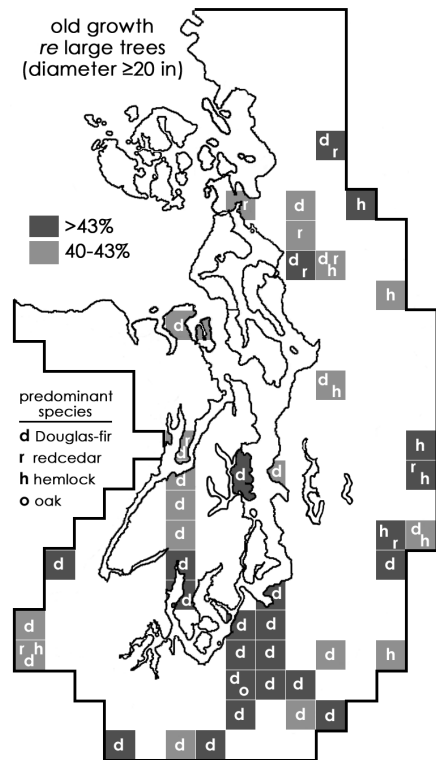 old growth
re large trees
(diameter ≥20 in)
d r
>43%
r d h
40-43%
r
d r d r h
h
d
d h
predominant
species
d Douglas-fir
r redcedar
h hemlock
o oak
r d h
d d d r h
d
d h r d h
d d d
d d
d d d
r h d d d d h
d o d d
d d d
d d d